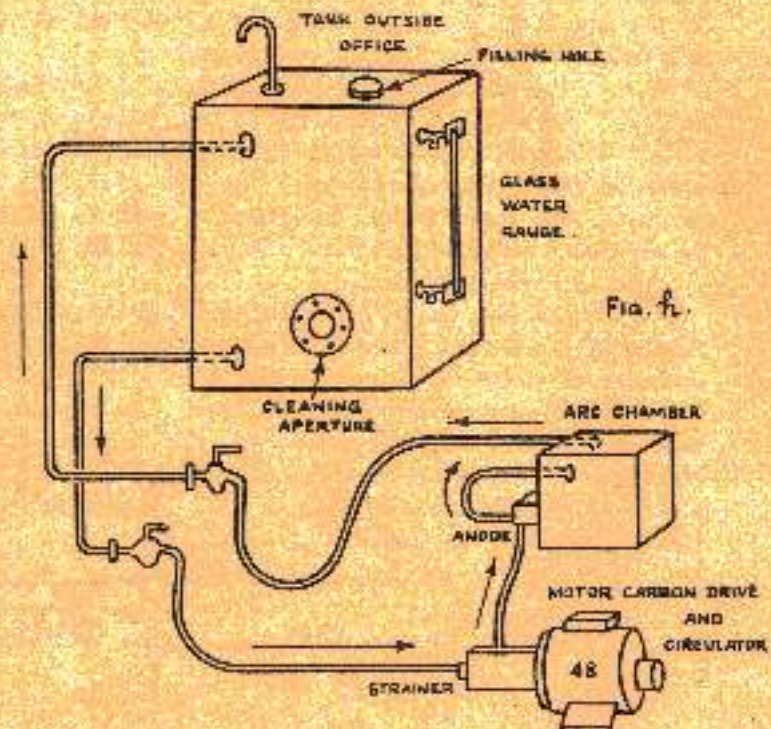 TANK OUTSIDE
OFFICE
FILLING HOLE
GLASS
WATER
GAUGE.
FIG. h.
CLEANING
APERTURE
ARC CHAMBER
ANODE
MOTOR CARBON DRIVE
AND
CIRCULATOR
48
STRAINER